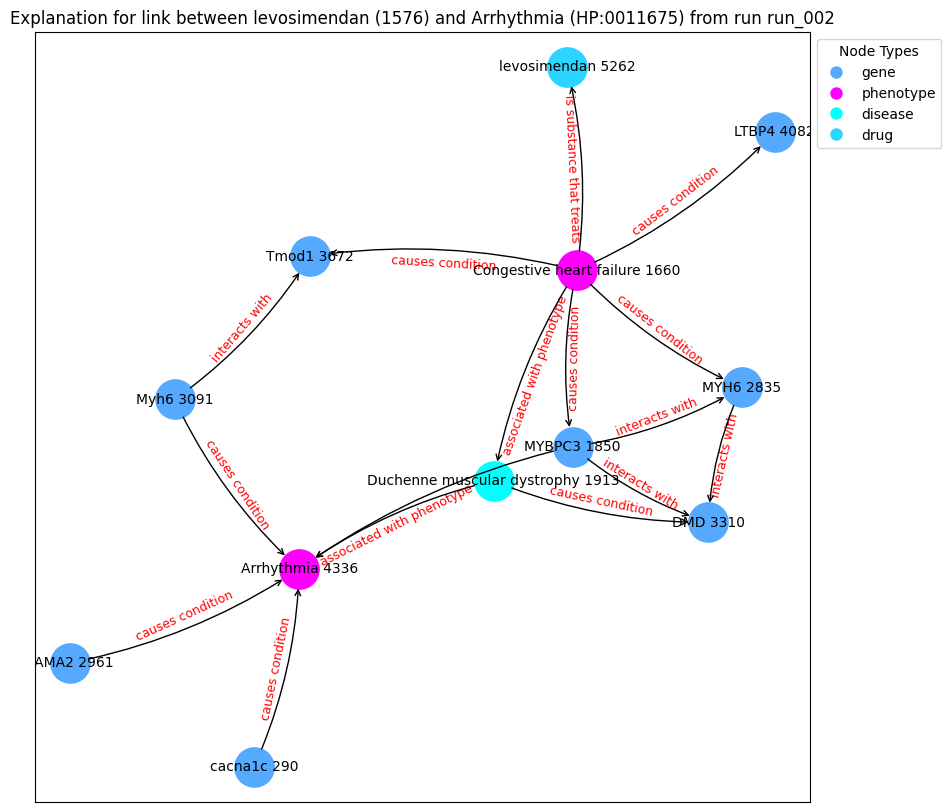 Explanation for link between levosimendan (1576) and Arrhythmia (HP:0011675) from run run_002
Node Types
gene
phenotype
disease
drug
levosimendan 5262
is substance that treats
LTBP4 4082
causes condition
Tmod1 3672
causes condition
Congestive heart failure 1660
interacts with
causes condition
associated with phenotype
causes condition
Myh6 3091
MYH6 2835
interacts with
MYBPC3 1850
causes condition
interacts with
interacts with
Duchenne muscular dystrophy 1913
causes condition
associated with phenotype
DMD 3310
Arrhythmia 4336
causes condition
AMA2 2961
causes condition
cacna1c 290